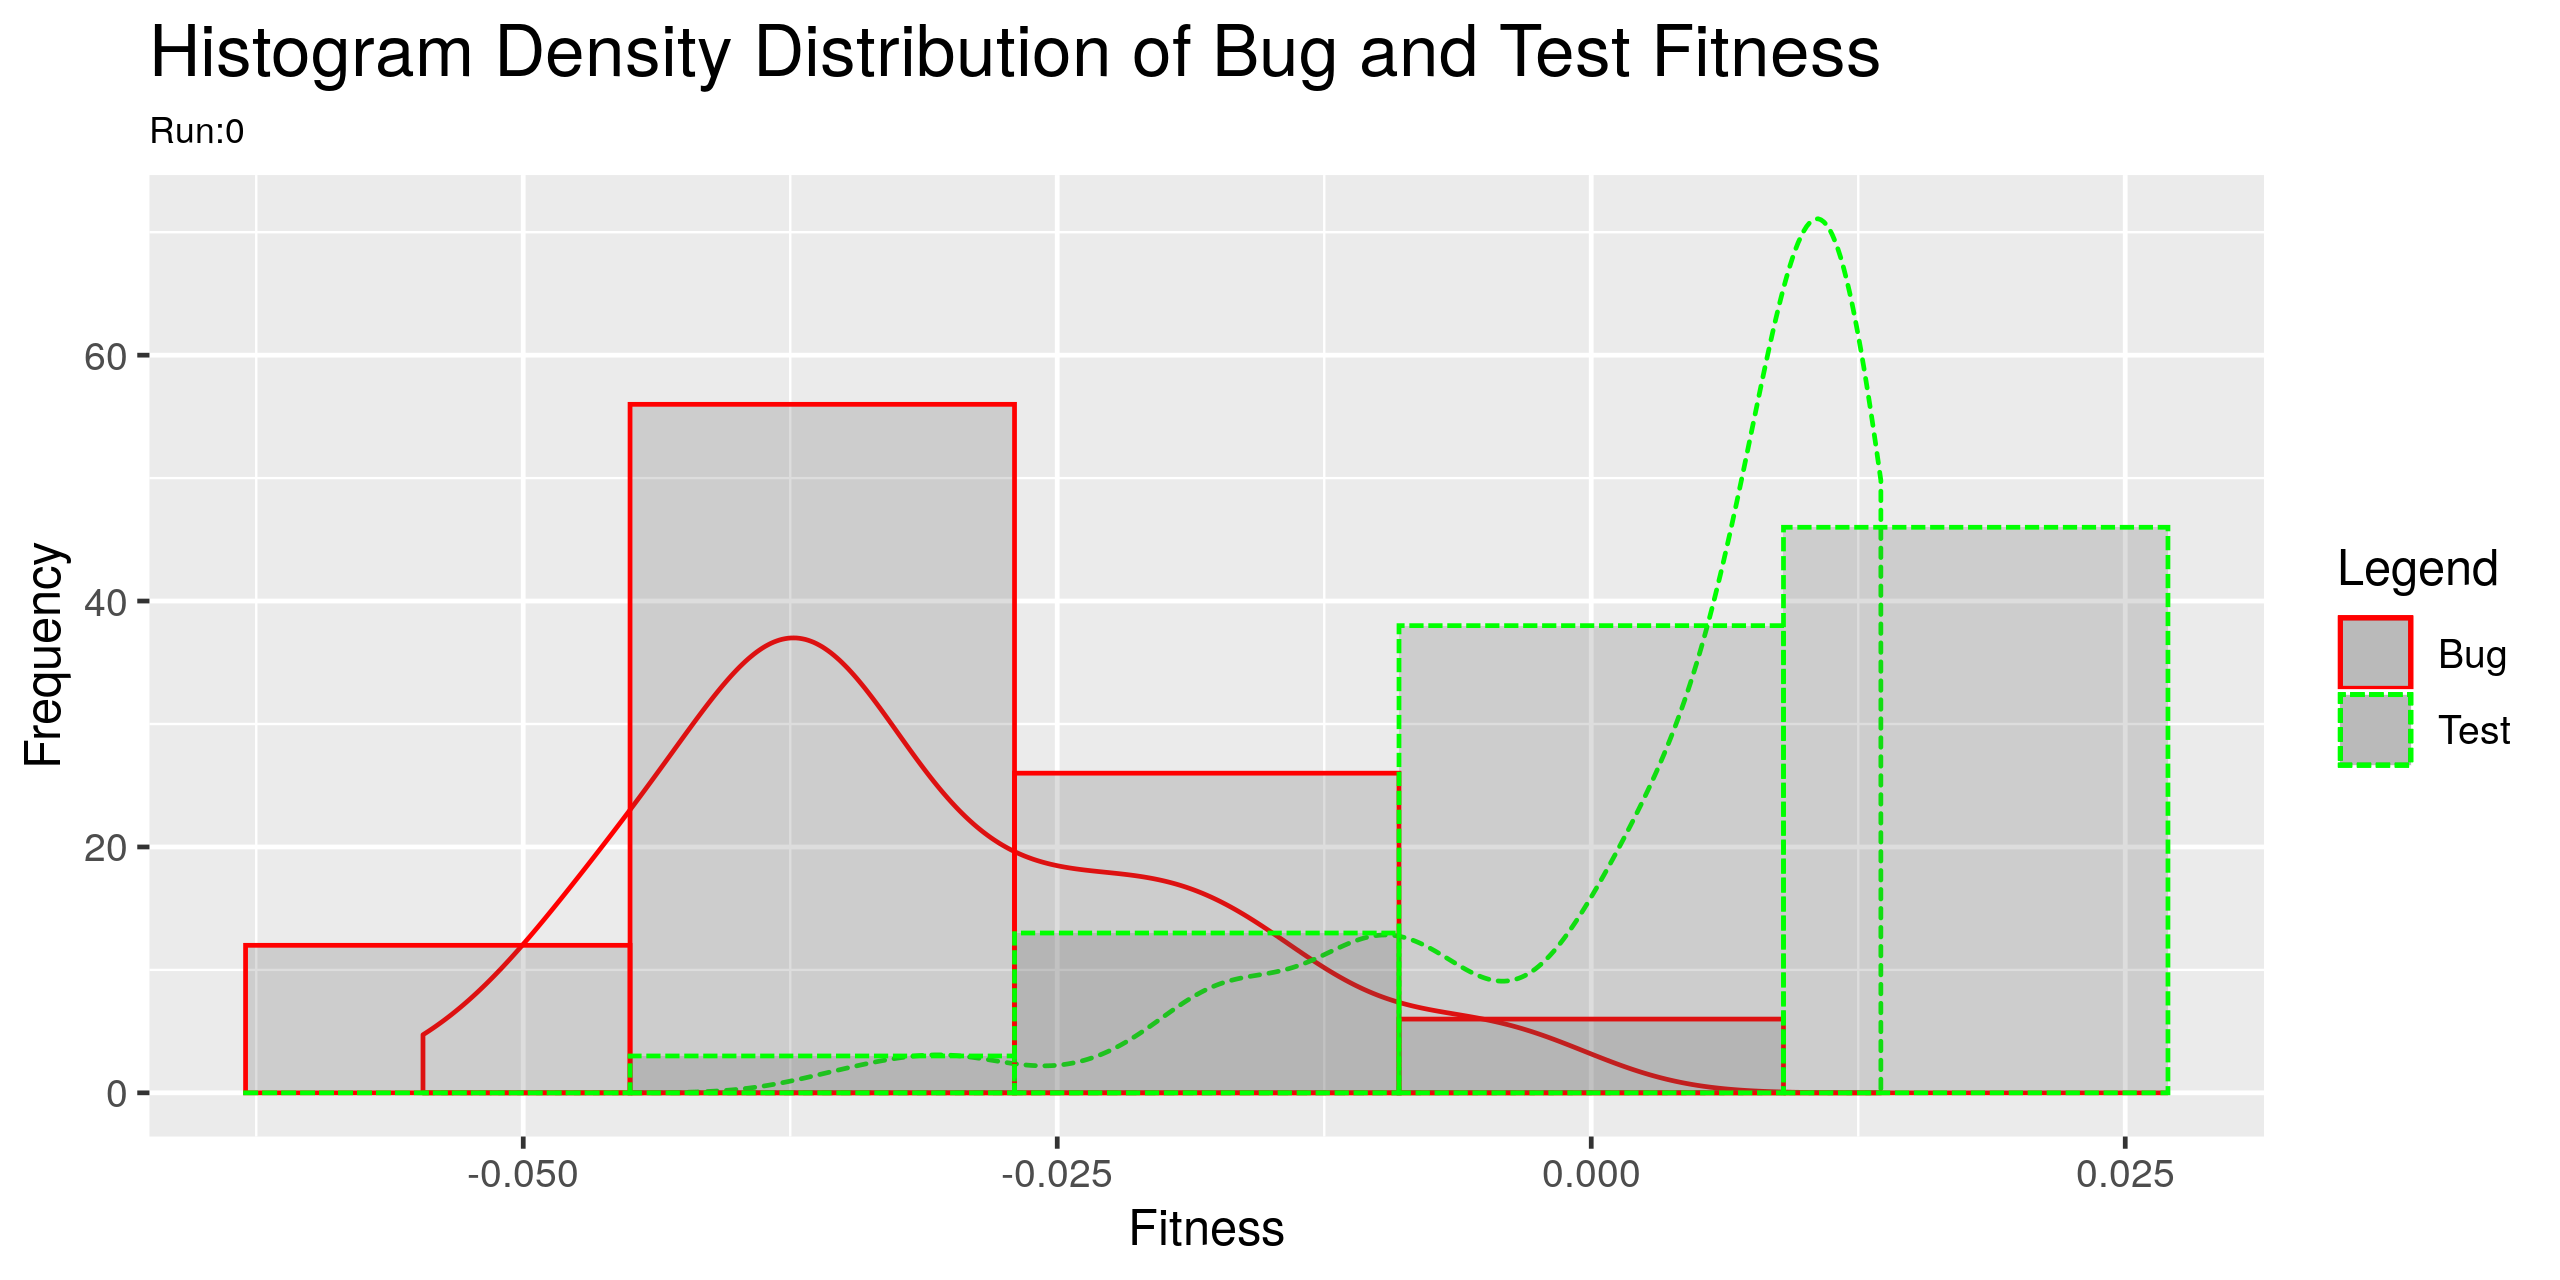 Histogram Density Distribution of Bug and Test Fitness
Run:0
Frequency
60
40
20
0
-0.050
-0.025
0.000
0.025
Fitness
Legend
Bug
Test